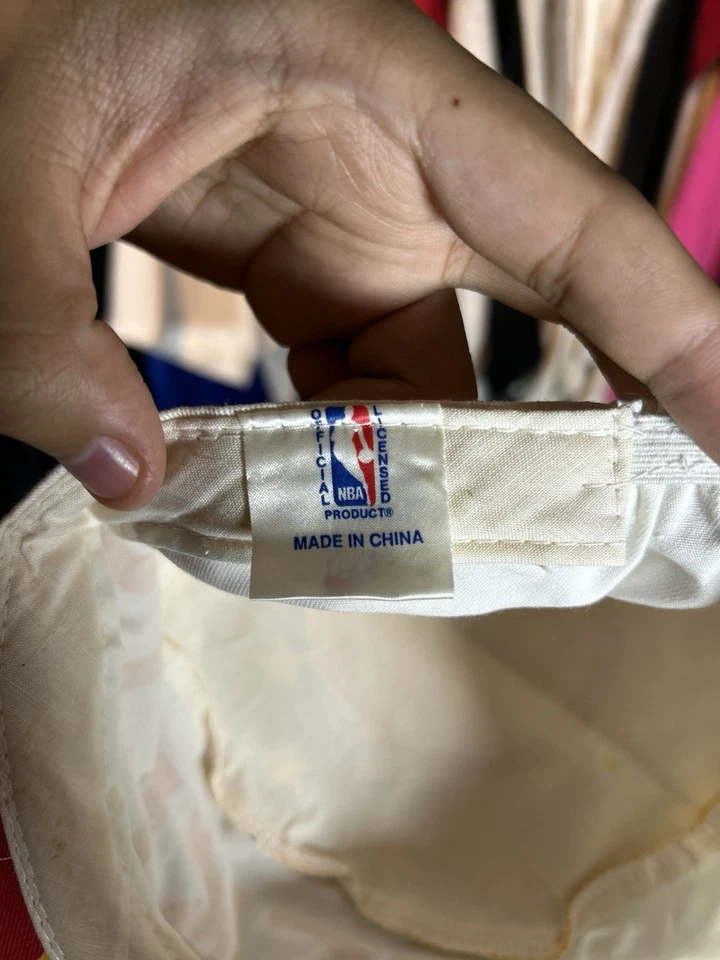 OFFICIAL
LICENSED
NBA
PRODUCT®
MADE IN CHINA